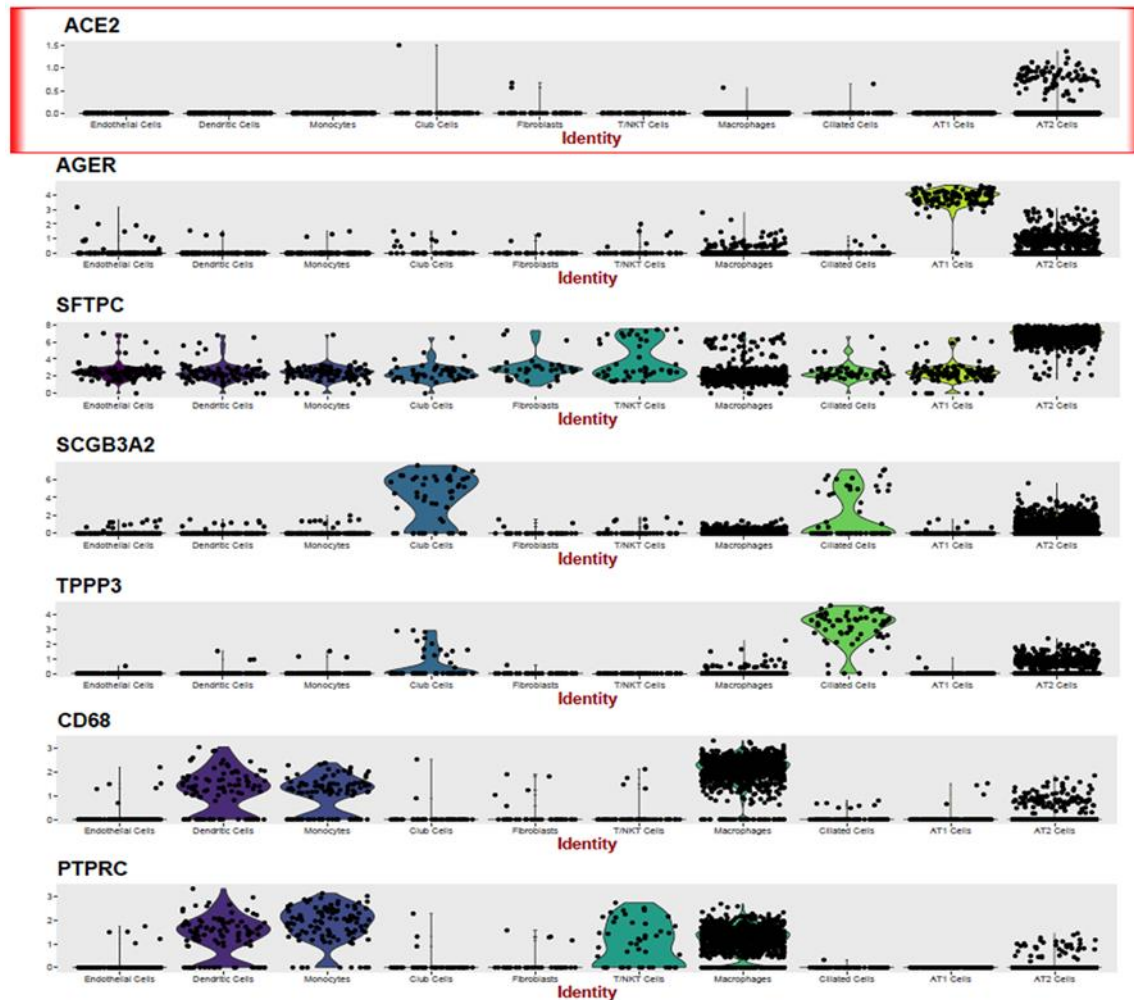 ACE2
1.5
1.0
0.5
0.0
Endothelial Cells Dendritic Cells Monocytes Club Cells Fibroblasts T/NKT Cells Macrophages Ciliated Cells AT1 Cells AT2 Cells
Identity
AGER
4
3
2
1
0
Endothelial Cells Dendritic Cells Monocytes Club Cells Fibroblasts T/NKT Cells Macrophages Ciliated Cells AT1 Cells AT2 Cells
Identity
SFTPC
8
6
4
2
0
Endothelial Cells Dendritic Cells Monocytes Club Cells Fibroblasts T/NKT Cells Macrophages Ciliated Cells AT1 Cells AT2 Cells
Identity
SCGB3A2
6
4
2
0
Endothelial Cells Dendritic Cells Monocytes Club Cells Fibroblasts T/NKT Cells Macrophages Ciliated Cells AT1 Cells AT2 Cells
Identity
TPPP3
4
3
2
1
0
Endothelial Cells Dendritic Cells Monocytes Club Cells Fibroblasts T/NKT Cells Macrophages Ciliated Cells AT1 Cells AT2 Cells
Identity
CD68
3
2
1
0
Endothelial Cells Dendritic Cells Monocytes Club Cells Fibroblasts T/NKT Cells Macrophages Ciliated Cells AT1 Cells AT2 Cells
Identity
PTPRC
3
2
1
0
Endothelial Cells Dendritic Cells Monocytes Club Cells Fibroblasts T/NKT Cells Macrophages Ciliated Cells AT1 Cells AT2 Cells
Identity